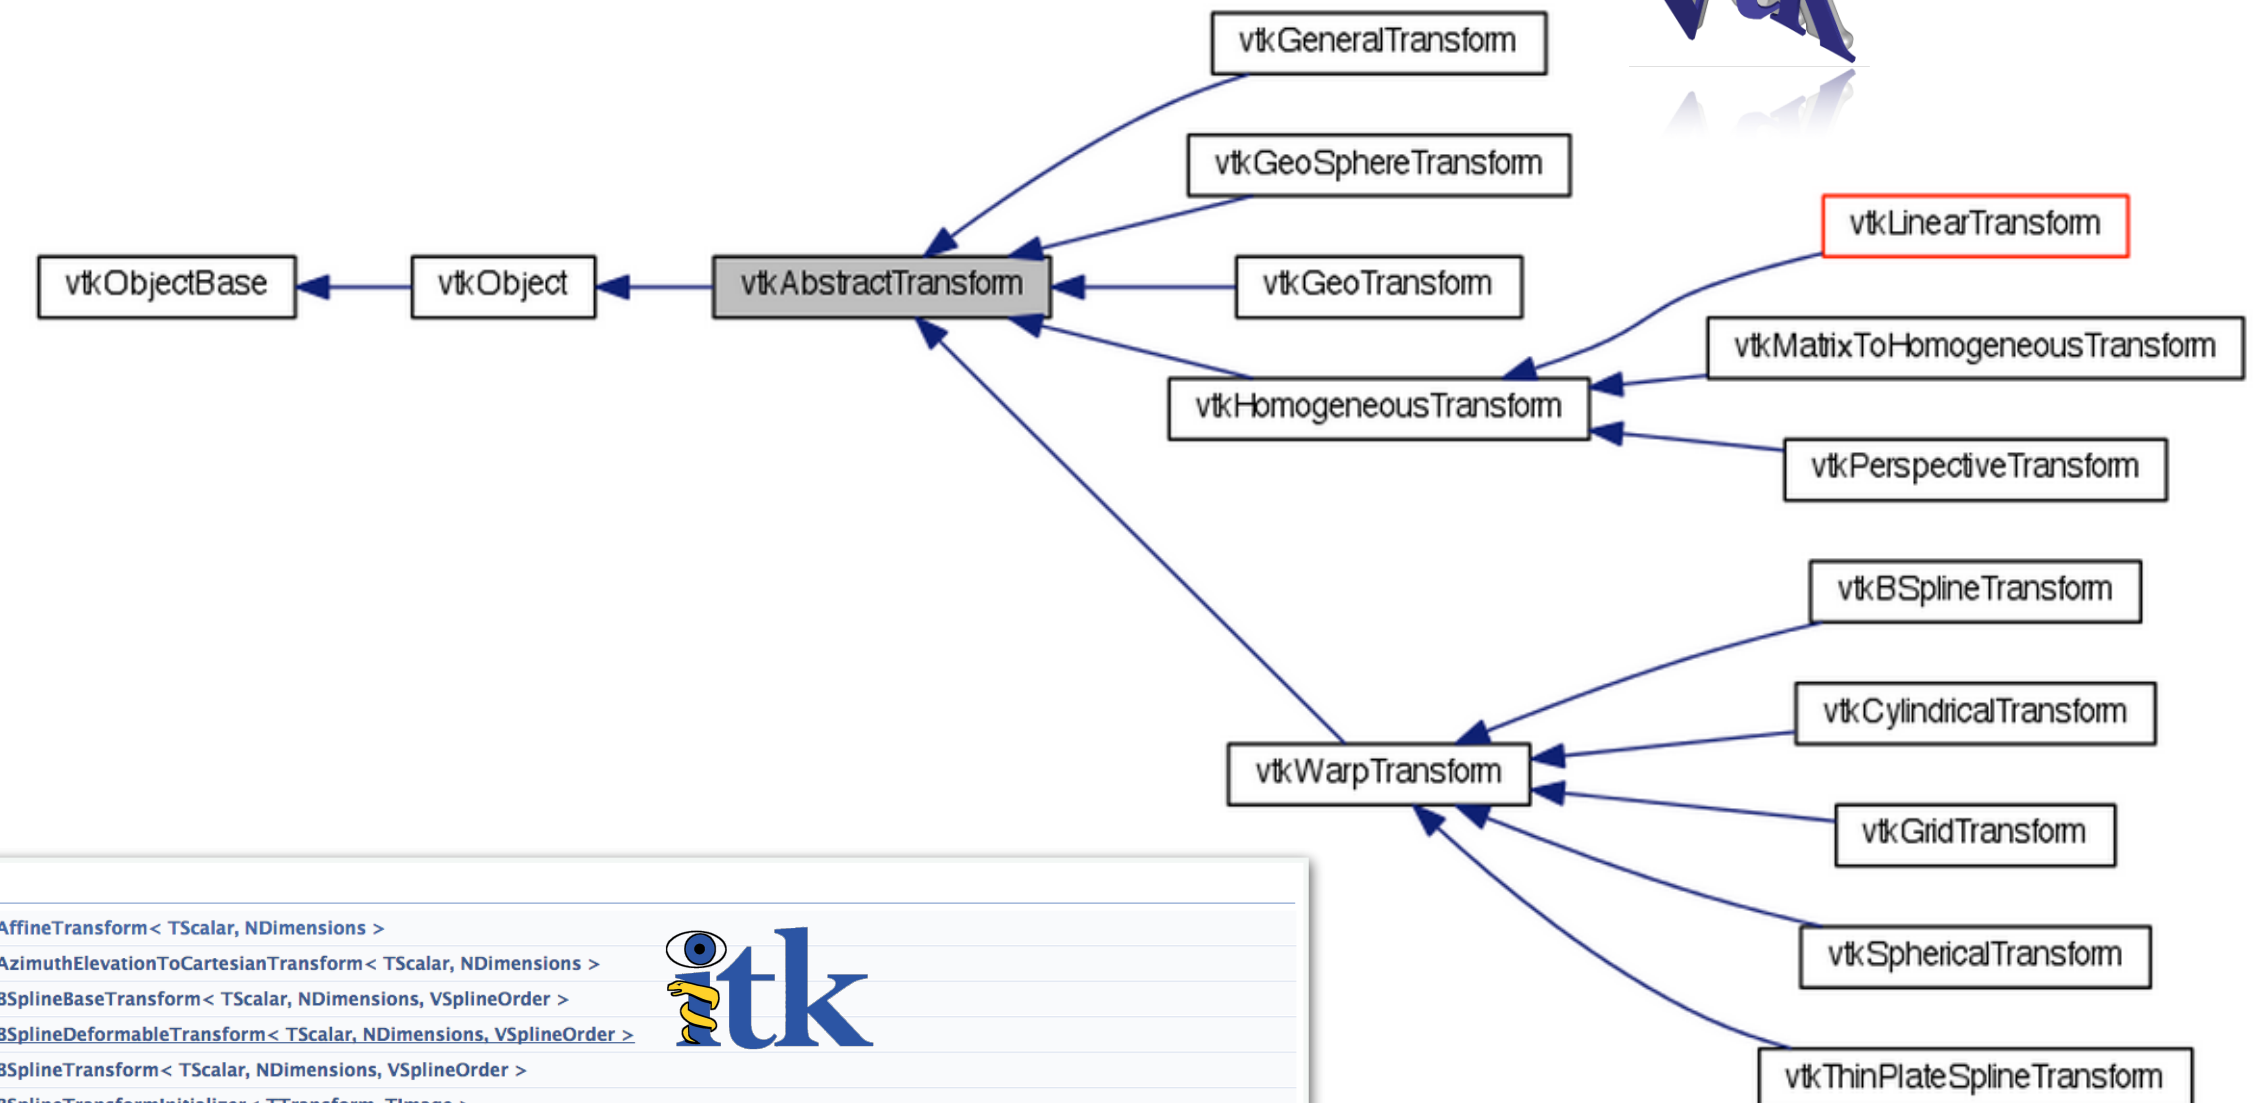 vtkGeneralTransform
vtkGeoSphereTransform
vtkLinearTransform
vtkObjectBase
vtkObject
vtkAbstractTransform
vtkGeoTransform
vtkMatrixToHomogeneousTransform
vtkHomogeneousTransform
vtkPerspectiveTransform
vtkBSplineTransform
vtkCylindricalTransform
vtkWarpTransform
vtkGridTransform
vtkSphericalTransform
vtkThinPlateSplineTransform
AffineTransform< TScalar, NDimensions >
AzimuthElevationToCartesianTransform< TScalar, NDimensions >
BSplineBaseTransform< TScalar, NDimensions, VSplineOrder >
BSplineDeformableTransform< TScalar, NDimensions, VSplineOrder >
BSplineTransform< TScalar, NDimensions, VSplineOrder >
itk